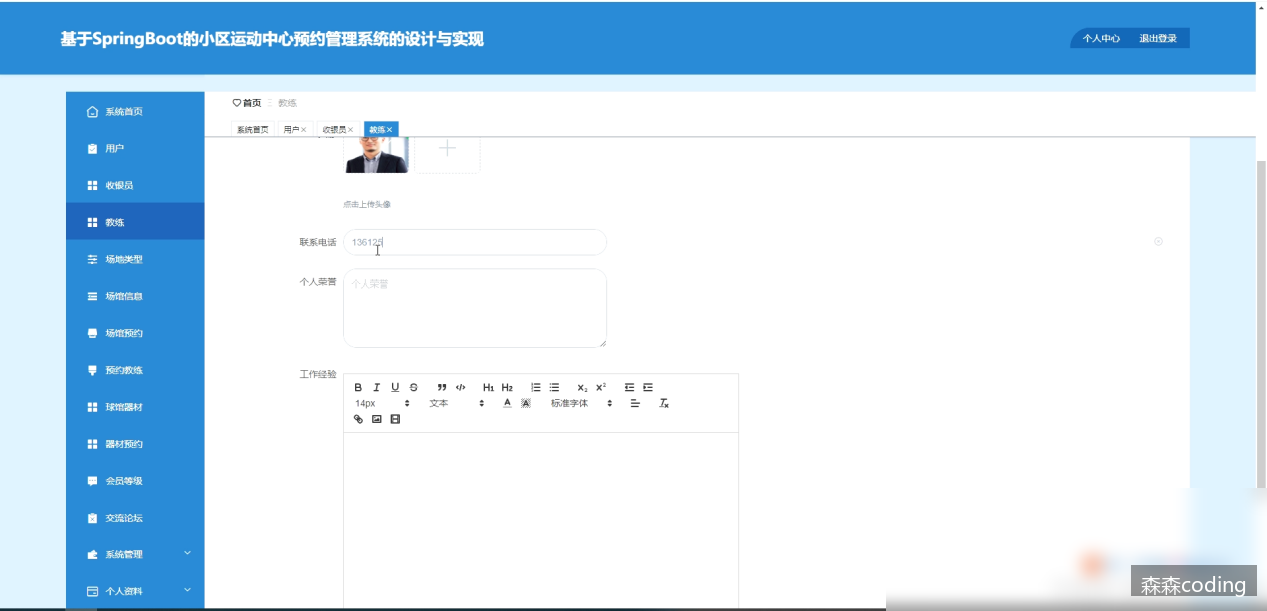 基于SpringBoot的小区运动中心预约管理系统的设计与实现
个人中心 退出登录
首页 教练
系统首页 用户 收银员 教练
系统首页
用户
收银员
教练
场地类型
场馆信息
场馆预约
预约教练
球馆器材
器材预约
会员等级
交流论坛
系统管理
个人资料
点击上传头像
联系电话 136125
个人荣誉 个人荣誉
工作经验
B I U S H1 H2 X₂ X²
14px 文本 A A 标准字体
森森coding